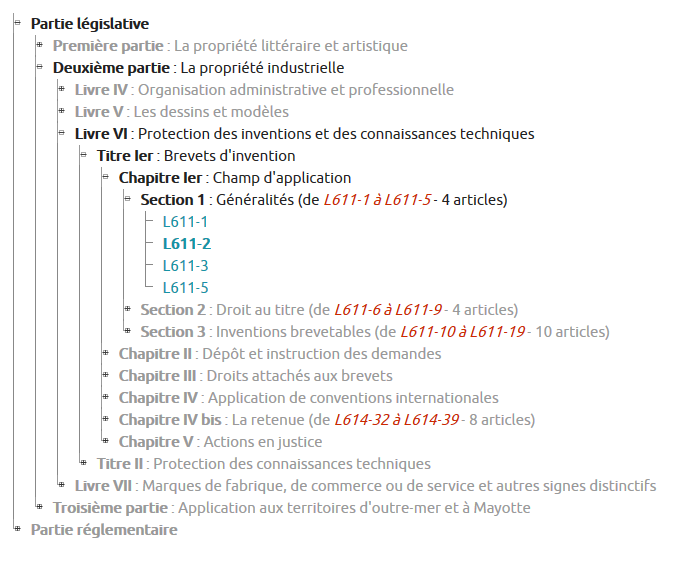 Partie législative
Première partie : La propriété littéraire et artistique
Deuxième partie : La propriété industrielle
Livre IV : Organisation administrative et professionnelle
Livre V : Les dessins et modèles
Livre VI : Protection des inventions et des connaissances techniques
Titre Ier : Brevets d'invention
Chapitre Ier : Champ d'application
Section 1 : Généralités (de L611-1 à L611-5 - 4 articles)
L611-1
L611-2
L611-3
L611-5
Section 2 : Droit au titre (de L611-6 à L611-9 - 4 articles)
Section 3 : Inventions brevetables (de L611-10 à L611-19 - 10 articles)
Chapitre II : Dépôt et instruction des demandes
Chapitre III : Droits attachés aux brevets
Chapitre IV : Application de conventions internationales
Chapitre IV bis : La retenue (de L614-32 à L614-39 - 8 articles)
Chapitre V : Actions en justice
Titre II : Protection des connaissances techniques
Livre VII : Marques de fabrique, de commerce ou de service et autres signes distinctifs
Troisième partie : Application aux territoires d'outre-mer et à Mayotte
Partie réglementaire